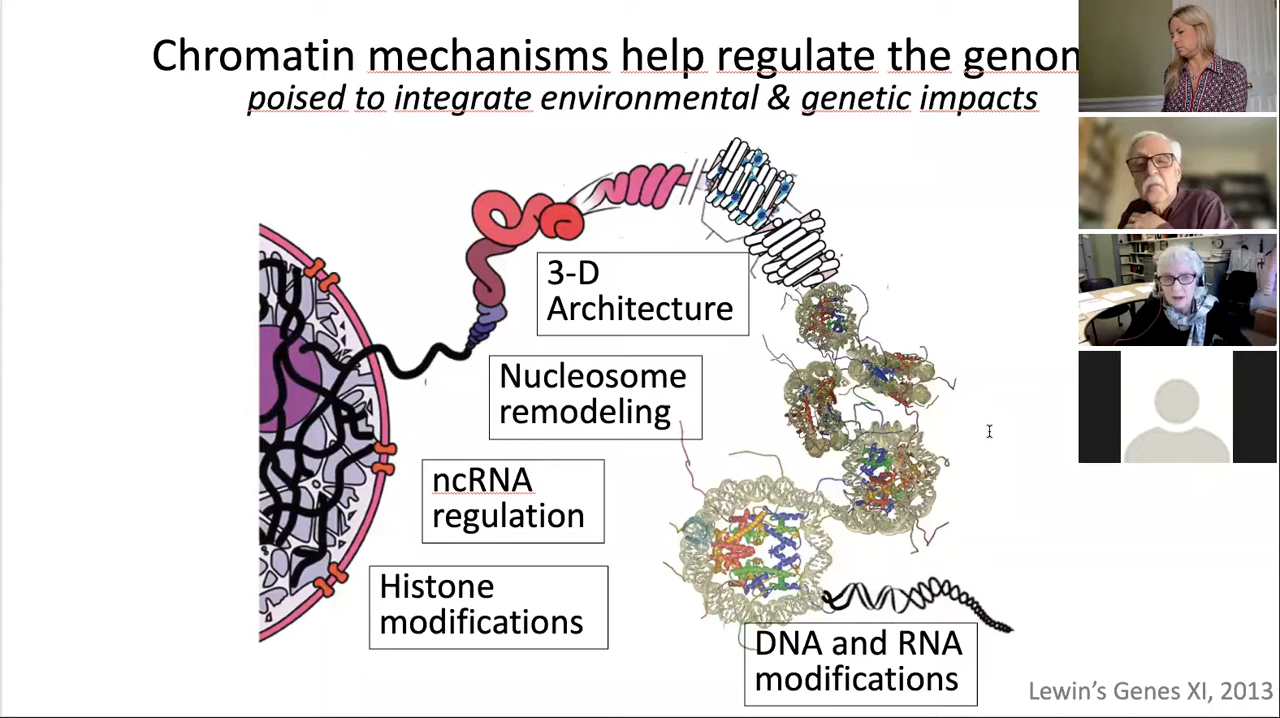 Chromatin mechanisms help regulate the genom
poised to integrate environmental & genetic impacts
3-D
Architecture
Nucleosome
remodeling
ncRNA
regulation
Histone
modifications
DNA and RNA
modifications
Lewin's Genes XI, 2013